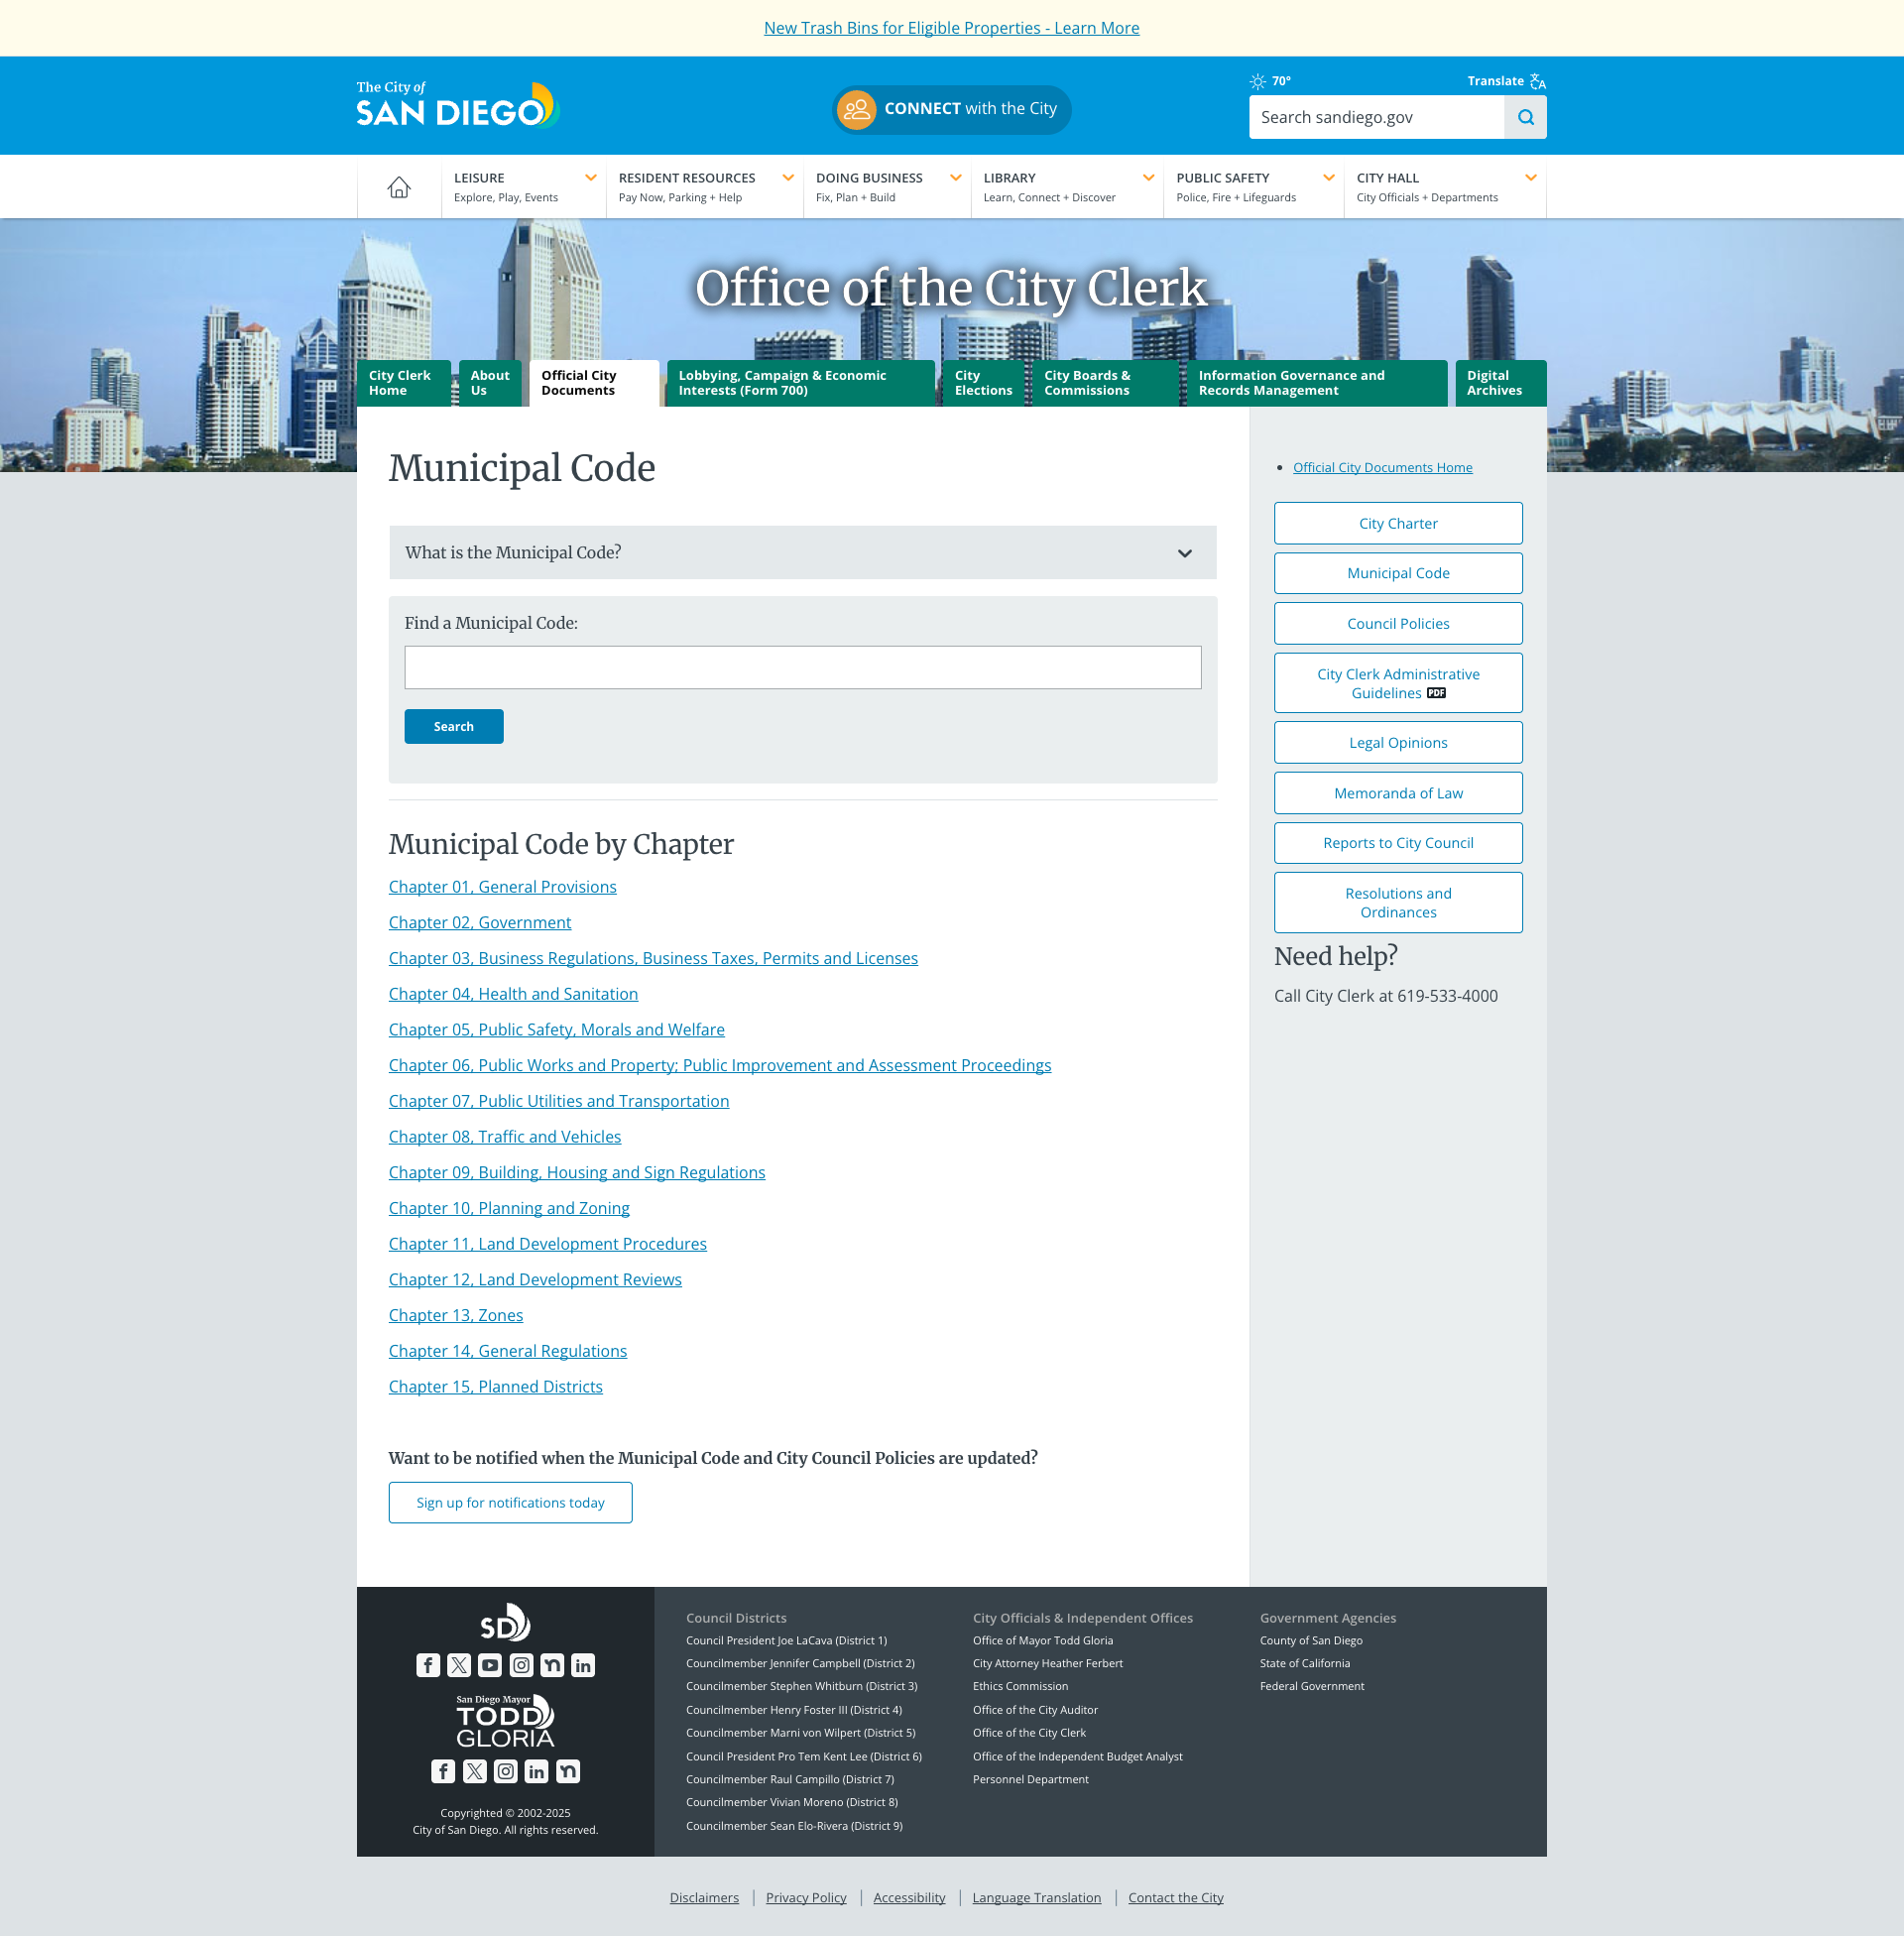 New Trash Bins for Eligible Properties - Learn More
The City of
SAN DIEGO
CONNECT with the City
70°
Translate
Search sandiego.gov
LEISURE
Explore, Play, Events
RESIDENT RESOURCES
Pay Now, Parking + Help
DOING BUSINESS
Fix, Plan + Build
LIBRARY
Learn, Connect + Discover
PUBLIC SAFETY
Police, Fire + Lifeguards
CITY HALL
City Officials + Departments
Office of the City Clerk
City Clerk
Home
About
Us
Official City
Documents
Lobbying, Campaign & Economic
Interests (Form 700)
City
Elections
City Boards &
Commissions
Information Governance and
Records Management
Digital
Archives
Municipal Code
What is the Municipal Code?
Find a Municipal Code:
Search
Municipal Code by Chapter
Chapter 01, General Provisions
Chapter 02, Government
Chapter 03, Business Regulations, Business Taxes, Permits and Licenses
Chapter 04, Health and Sanitation
Chapter 05, Public Safety, Morals and Welfare
Chapter 06, Public Works and Property; Public Improvement and Assessment Proceedings
Chapter 07, Public Utilities and Transportation
Chapter 08, Traffic and Vehicles
Chapter 09, Building, Housing and Sign Regulations
Chapter 10, Planning and Zoning
Chapter 11, Land Development Procedures
Chapter 12, Land Development Reviews
Chapter 13, Zones
Chapter 14, General Regulations
Chapter 15, Planned Districts
Want to be notified when the Municipal Code and City Council Policies are updated?
Sign up for notifications today
Official City Documents Home
City Charter
Municipal Code
Council Policies
City Clerk Administrative
Guidelines PDF
Legal Opinions
Memoranda of Law
Reports to City Council
Resolutions and
Ordinances
Need help?
Call City Clerk at 619-533-4000
SD
San Diego Mayor
TODD
GLORIA
Copyrighted © 2002-2025
City of San Diego. All rights reserved.
Council Districts
Council President Joe LaCava (District 1)
Councilmember Jennifer Campbell (District 2)
Councilmember Stephen Whitburn (District 3)
Councilmember Henry Foster III (District 4)
Councilmember Marni von Wilpert (District 5)
Council President Pro Tem Kent Lee (District 6)
Councilmember Raul Campillo (District 7)
Councilmember Vivian Moreno (District 8)
Councilmember Sean Elo-Rivera (District 9)
City Officials & Independent Offices
Office of Mayor Todd Gloria
City Attorney Heather Ferbert
Ethics Commission
Office of the City Auditor
Office of the City Clerk
Office of the Independent Budget Analyst
Personnel Department
Government Agencies
County of San Diego
State of California
Federal Government
Disclaimers
Privacy Policy
Accessibility
Language Translation
Contact the City